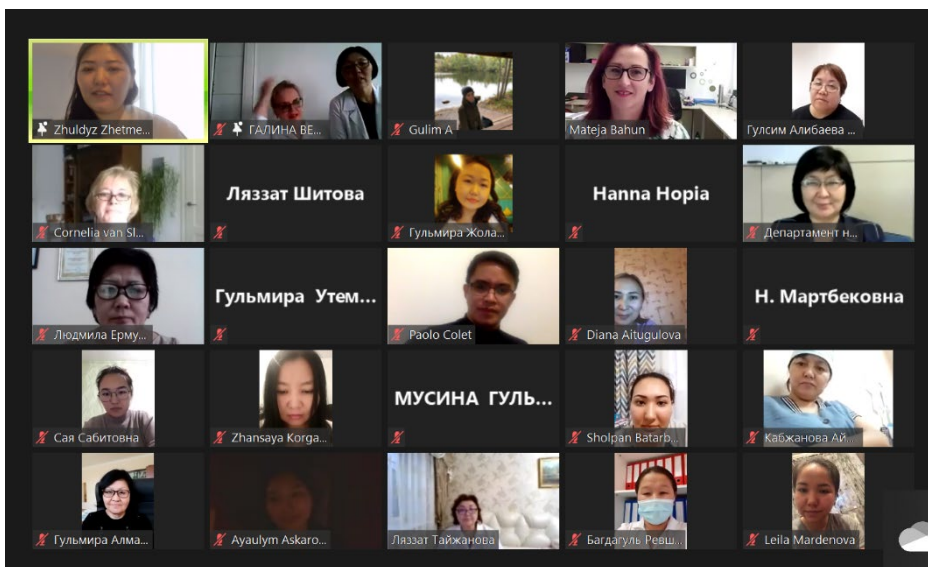 Zhuldyz Zhetme...
ГАЛИНА ВЕ...
Gulim A
Mateja Bahun
Гулсим Алибаева ...
Cornelia van Sl...
Ляззат Шитова
Гульмира Жола...
Hanna Hopia
Департамент н...
Людмила Ерму...
Гульмира Утем...
Paolo Colet
Diana Aitugulova
Н. Мартбековна
Сая Сабитовна
Zhansaya Korga...
МУСИНА ГУЛЬ...
Sholpan Batarb...
Кабжанова Ай...
Гульмира Алма...
Ayaulym Askaro...
Ляззат Тайжанова
Багдагуль Ревш...
Leila Mardenova